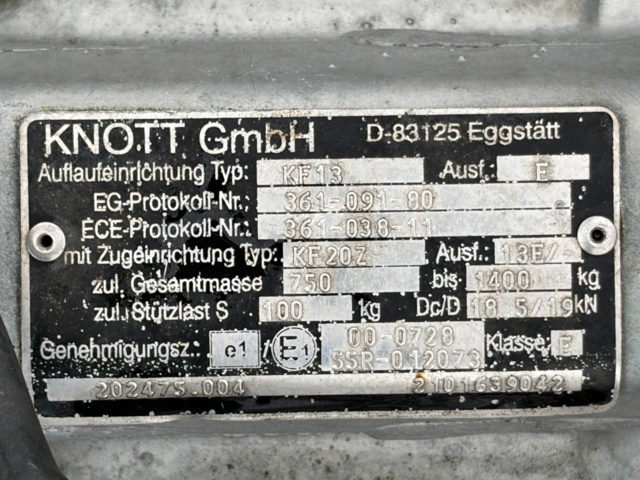 KNOTT GmbH D-83125 Eggstätt
Auflaufeinrichtung Typ: KF13 Ausf.: E
EG-Protokoll-Nr.: 361-091-80
ECE-Protokoll-Nr.: 361-038-11
mit Zugeinrichtung Typ: KF20Z Ausf.: 13E/-
zul. Gesamtmasse 750 bis 1400 kg
zul. Stützlast S 100 kg Dc/D 18.5/19kN
Genehmigungsz.: e1 / E1 00-0728 Klasse: E
55R-012073
202475.004 2101639042